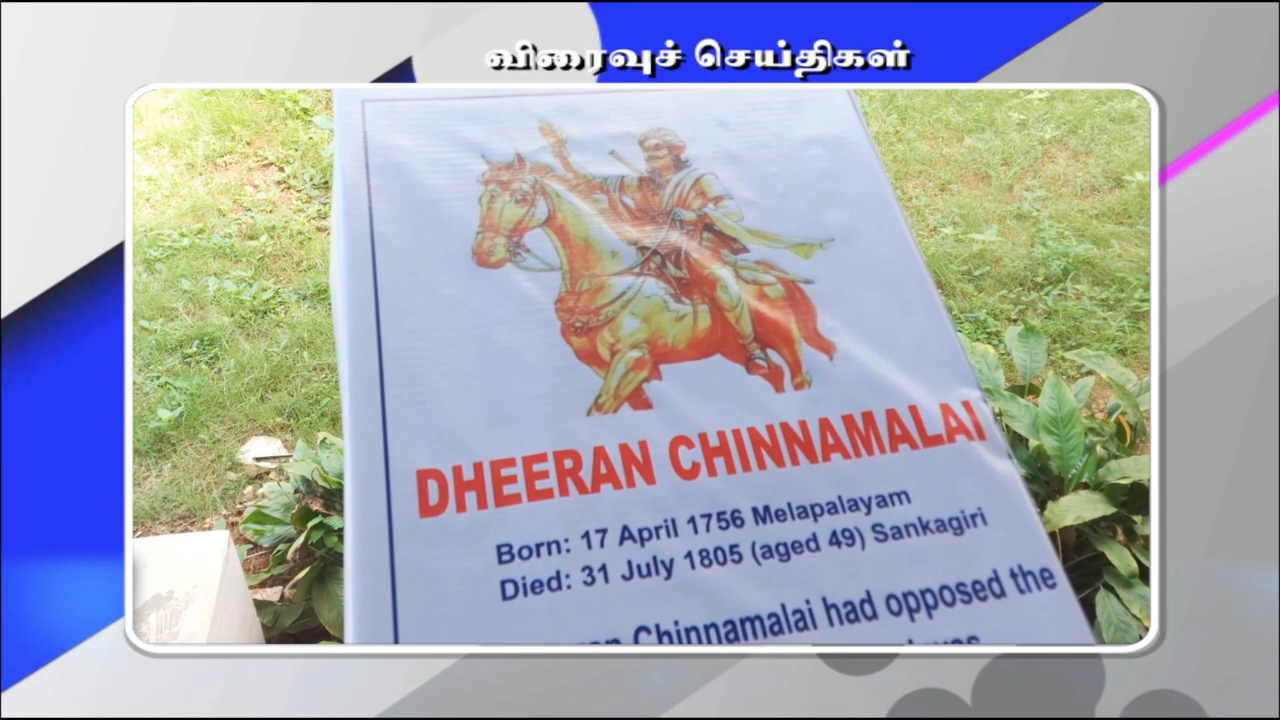 விரைவுச் செய்திகள்
DHEERAN CHINNAMALAI
Born: 17 April 1756 Melapalayam
Died: 31 July 1805 (aged 49) Sankagiri
Chinnamalai had opposed the